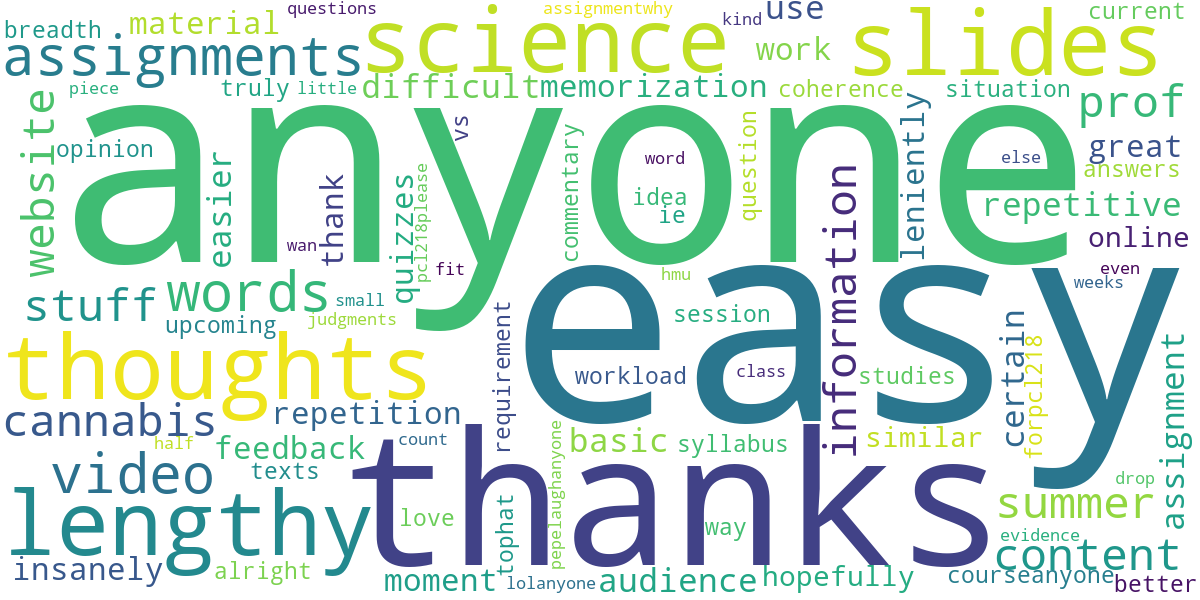 questions assignmentwhy kind use current
breadth material science slides
assignments work
piece truly little difficult memorization coherence situation prof
anyone
website opinion easier thank vs pcl218please quizzes commentary word idea ie question leniently else great answers
repetitive
wan fit information online
easy
stuff words small hmu even weeks
upcoming judgments session
thoughts requirement workload class studies certain forpcl218 assignment
cannabis repetition
half feedback count basic syllabus similar
thanks
video texts pepelaughanyone drop
lengthy love tophat way summer
evidence
content
insanely alright moment lolanyone audience hopefully courseanyone better